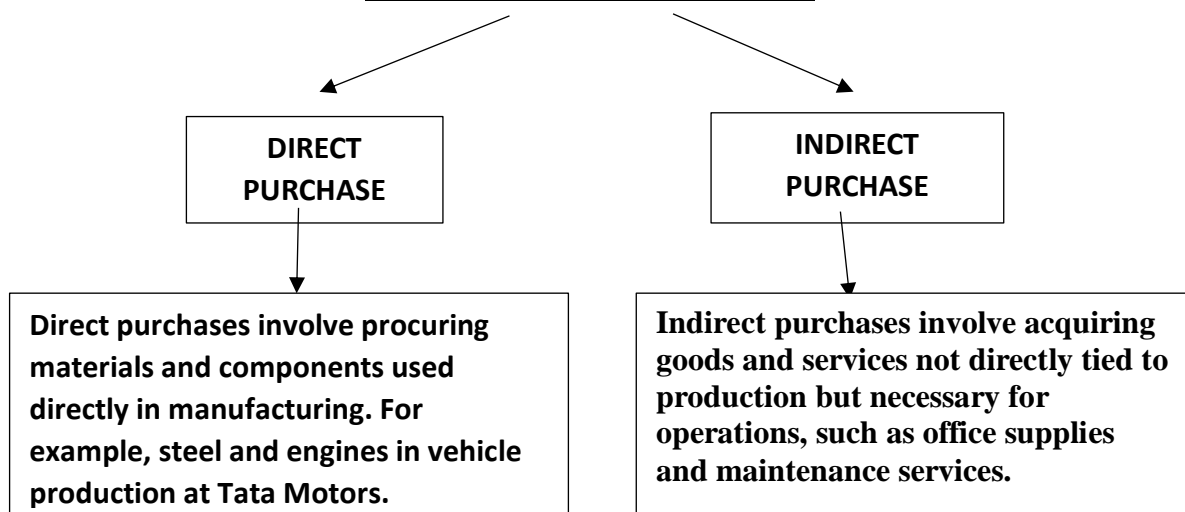 DIRECT
PURCHASE
INDIRECT
PURCHASE
Direct purchases involve procuring
materials and components used
directly in manufacturing. For
example, steel and engines in vehicle
production at Tata Motors.
Indirect purchases involve acquiring
goods and services not directly tied to
production but necessary for
operations, such as office supplies
and maintenance services.